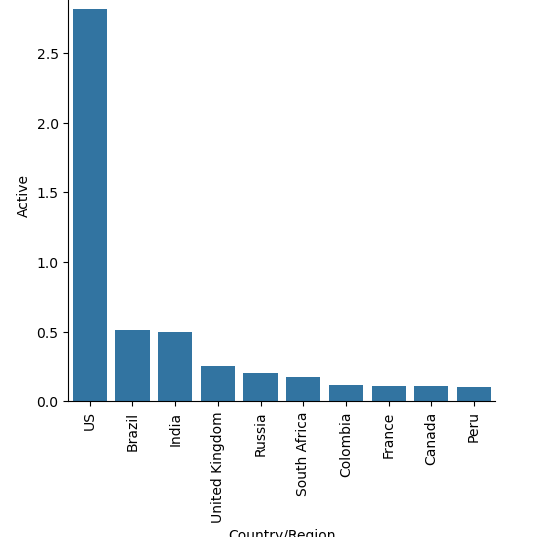 2.5
2.0
1.5
1.0
0.5
0.0
Active
US
Brazil
India
United Kingdom
Russia
South Africa
Colombia
France
Canada
Peru
Country/Region